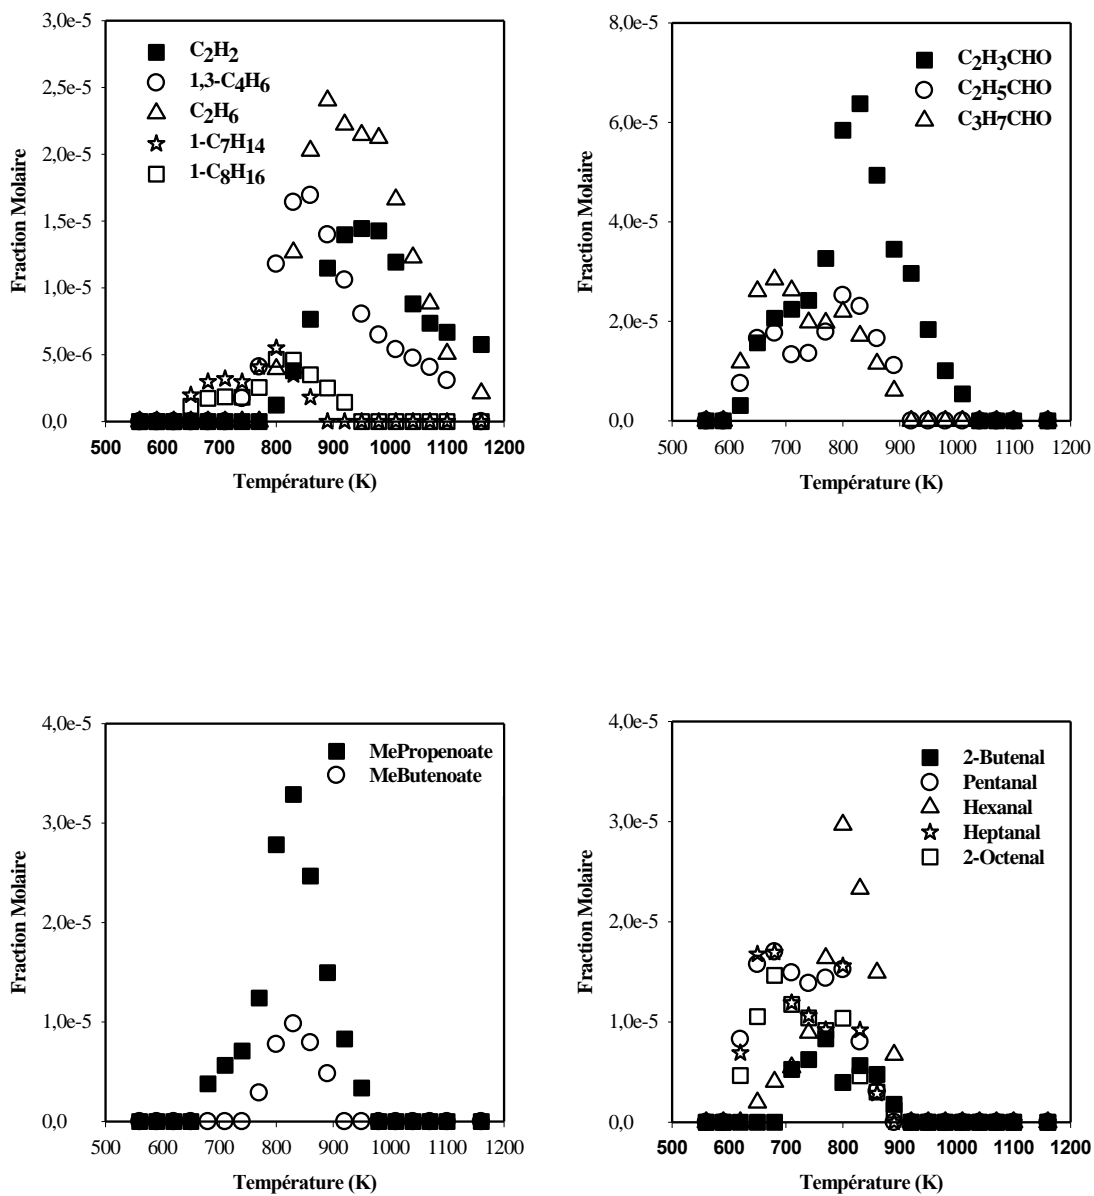 3,0e-5
2,5e-5
2,0e-5
1,5e-5
1,0e-5
5,0e-6
0,0
Fraction Molaire
C2H2
1,3-C4H6
C2H6
1-C7H14
1-C8H16
500 600 700 800 900 1000 1100 1200
Température (K)
8,0e-5
6,0e-5
4,0e-5
2,0e-5
0,0
Fraction Molaire
C2H3CHO
C2H5CHO
C3H7CHO
500 600 700 800 900 1000 1100 1200
Température (K)
4,0e-5
3,0e-5
2,0e-5
1,0e-5
0,0
Fraction Molaire
MePropenoate
MeButenoate
500 600 700 800 900 1000 1100 1200
Température (K)
4,0e-5
3,0e-5
2,0e-5
1,0e-5
0,0
Fraction Molaire
2-Butenal
Pentanal
Hexanal
Heptanal
2-Octenal
500 600 700 800 900 1000 1100 1200
Température (K)